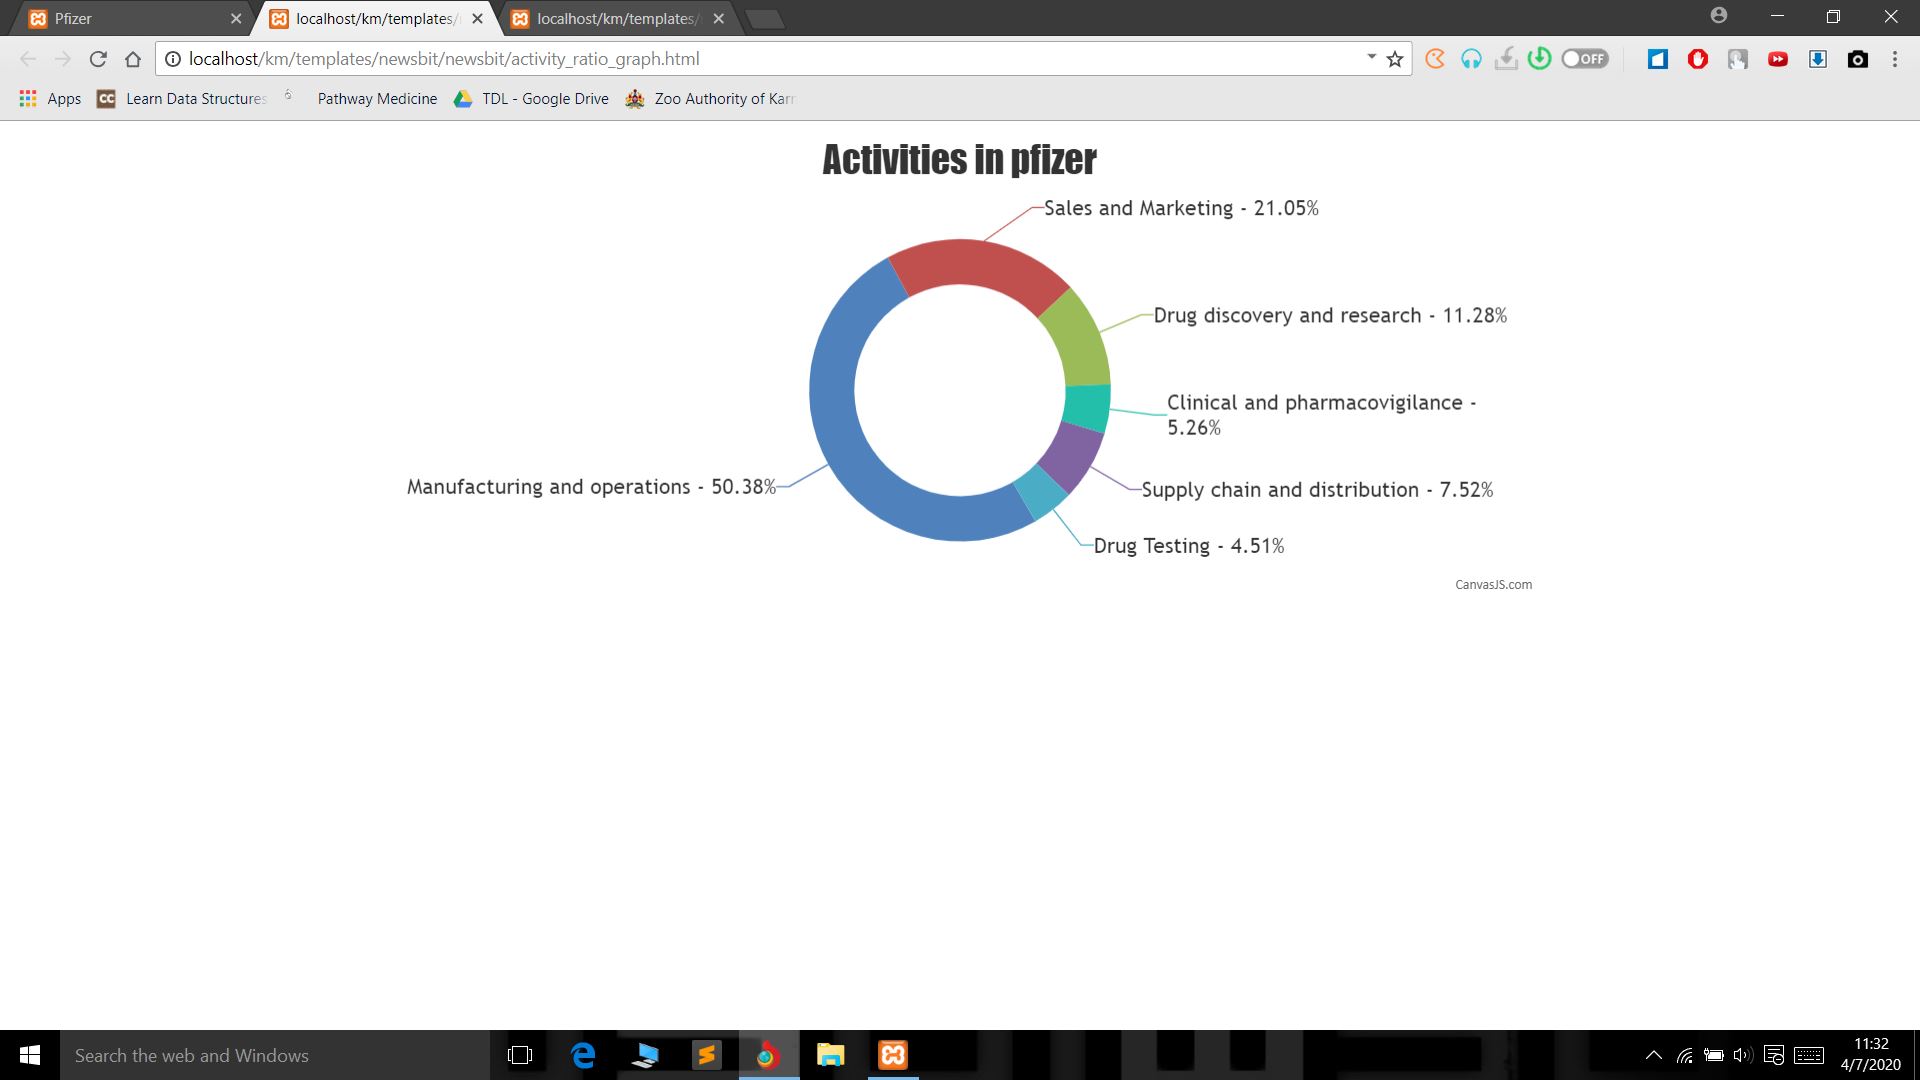 Pfizer
localhost/km/templates/
localhost/km/templates/
localhost/km/templates/newsbit/newsbit/activity_ratio_graph.html
OFF
Apps
CC Learn Data Structures
Pathway Medicine
TDL - Google Drive
Zoo Authority of Karn
Activities in pfizer
Sales and Marketing - 21.05%
Drug discovery and research - 11.28%
Clinical and pharmacovigilance -
5.26%
Manufacturing and operations - 50.38%
Supply chain and distribution - 7.52%
Drug Testing - 4.51%
CanvasJS.com
Search the web and Windows
11:32
4/7/2020